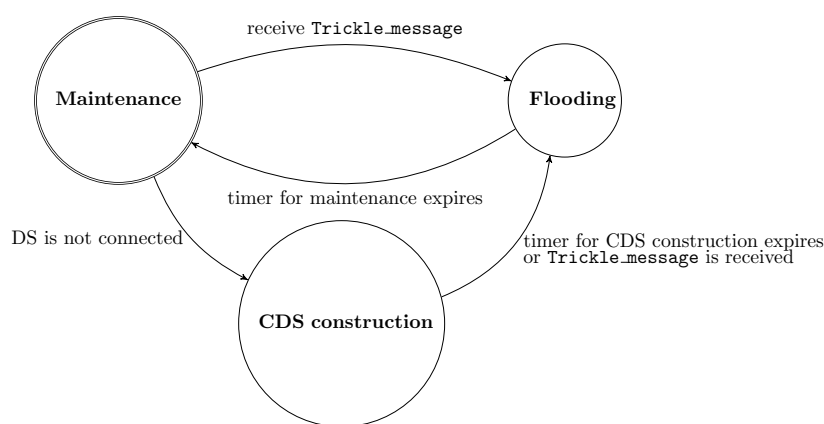 receive Trickle_message
Maintenance
Flooding
timer for maintenance expires
DS is not connected
timer for CDS construction expires
or Trickle_message is received
CDS construction